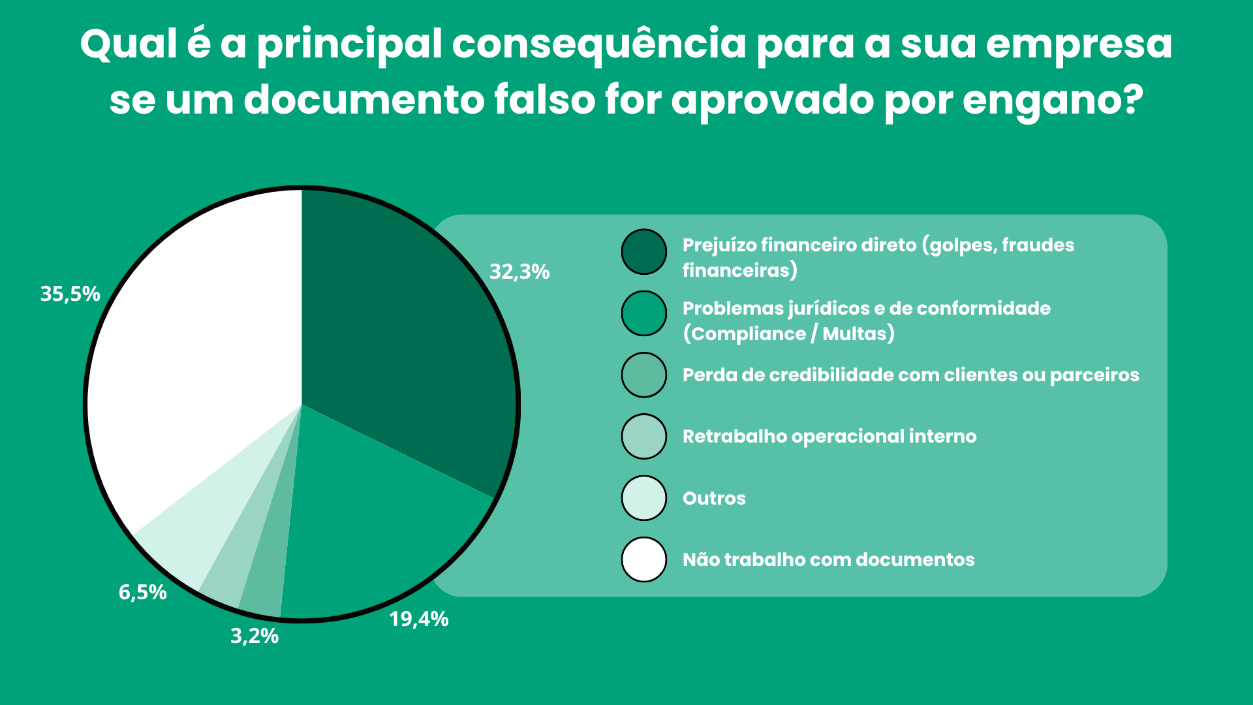 Qual é a principal consequência para a sua empresa
se um documento falso for aprovado por engano?
35,5%
32,3%
6,5%
3,2%
19,4%
Prejuízo financeiro direto (golpes, fraudes
financeiras)
Problemas jurídicos e de conformidade
(Compliance / Multas)
Perda de credibilidade com clientes ou parceiros
Retrabalho operacional interno
Outros
Não trabalho com documentos